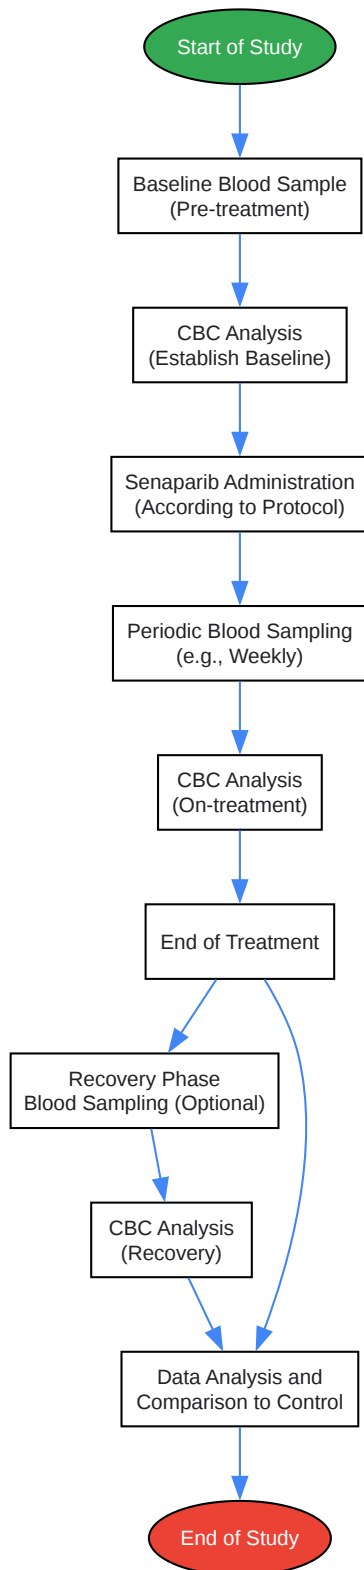 Start of Study
Baseline Blood Sample
(Pre-treatment)
CBC Analysis
(Establish Baseline)
Senaparib Administration
(According to Protocol)
Periodic Blood Sampling
(e.g., Weekly)
CBC Analysis
(On-treatment)
End of Treatment
Recovery Phase
Blood Sampling (Optional)
CBC Analysis
(Recovery)
Data Analysis and
Comparison to Control
End of Study